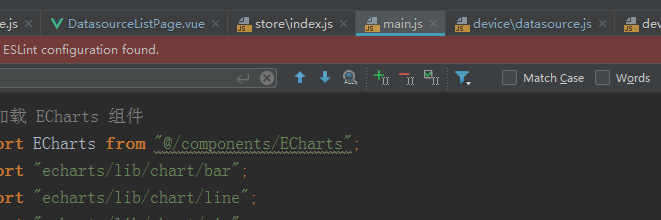 e.js DatasourceListPage.vue store\index.js main.js device\datasource.js dev
ESLint configuration found.
Match Case Words
加载 ECharts 组件
ort ECharts from "@/components/ECharts";
ort "echarts/lib/chart/bar";
ort "echarts/lib/chart/line";